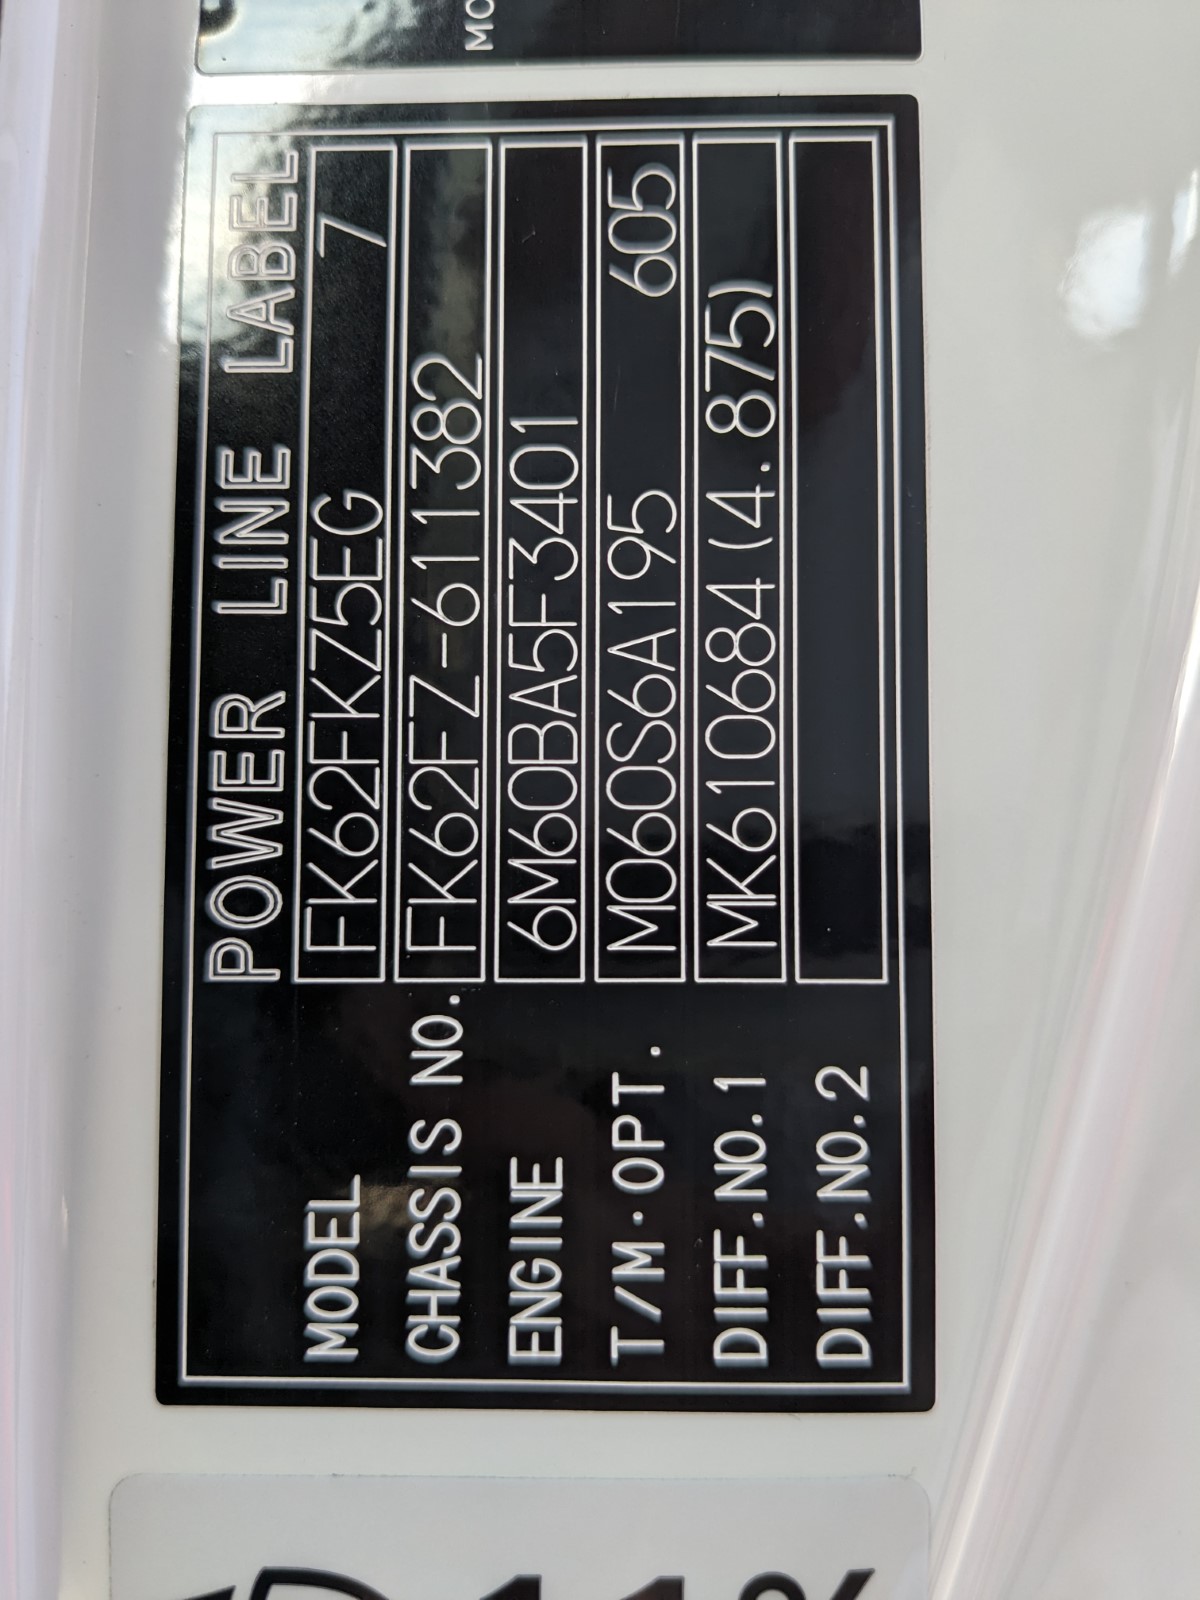 POWER LINE LABEL
MODEL FK62FKZ5EG 7
CHASSIS NO. FK62FZ-611382
ENGINE 6M60BA5F3401
T/M.OPT. M060S6A195 605
DIFF.NO.1 MK610684(4.875)
DIFF.NO.2
MO